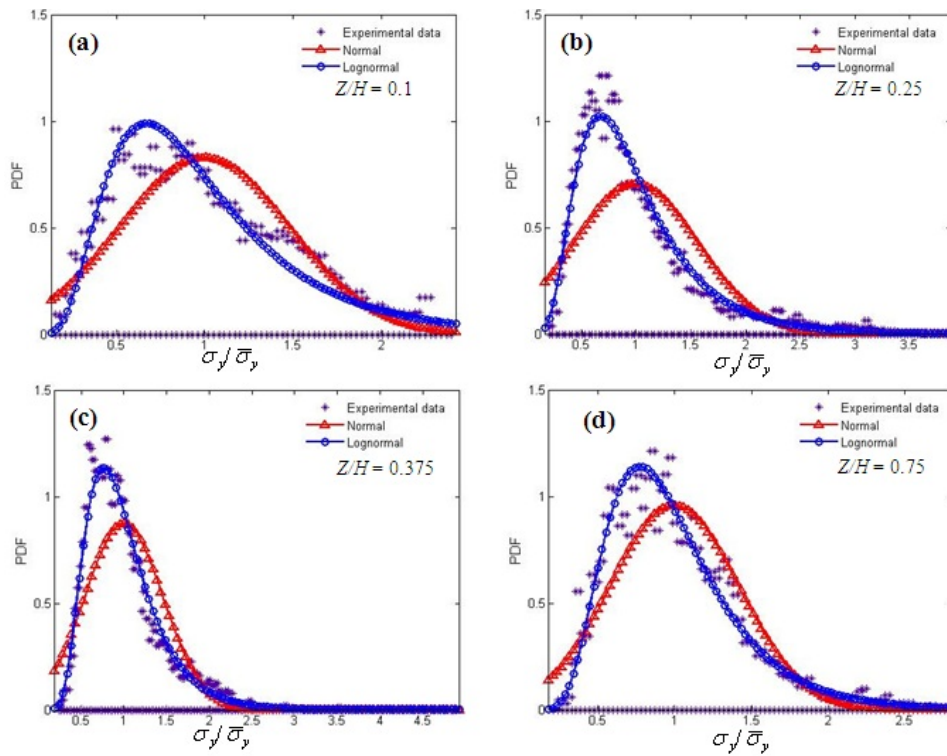 (a)
Experimental data
Normal
Lognormal
Z/H = 0.1
1.5
1
0.5
0
PDF
0.5 1 1.5 2
σy/σ̅y
(b)
Experimental data
Normal
Lognormal
Z/H = 0.25
1.5
1
0.5
0
PDF
0.5 1 1.5 2 2.5 3 3.5
σy/σ̅y
(c)
Experimental data
Normal
Lognormal
Z/H = 0.375
1.5
1
0.5
0
PDF
0.5 1 1.5 2 2.5 3 3.5 4 4.5
σy/σ̅y
(d)
Experimental data
Normal
Lognormal
Z/H = 0.75
1.5
1
0.5
0
PDF
0.5 1 1.5 2 2.5
σy/σ̅y